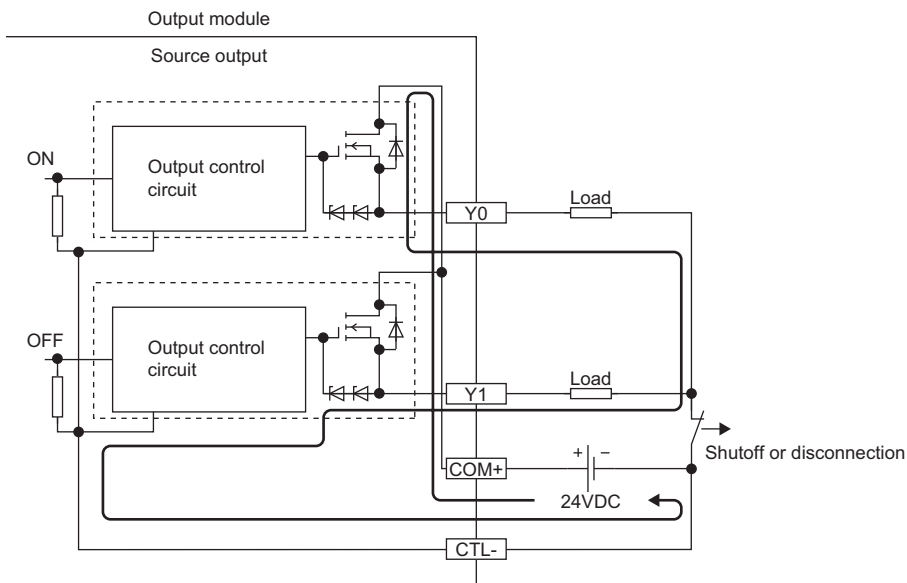 Output module
Source output
ON
Output control
circuit
Y0
Load
OFF
Output control
circuit
Y1
Load
Shutoff or disconnection
COM+
+ −
24VDC
CTL-